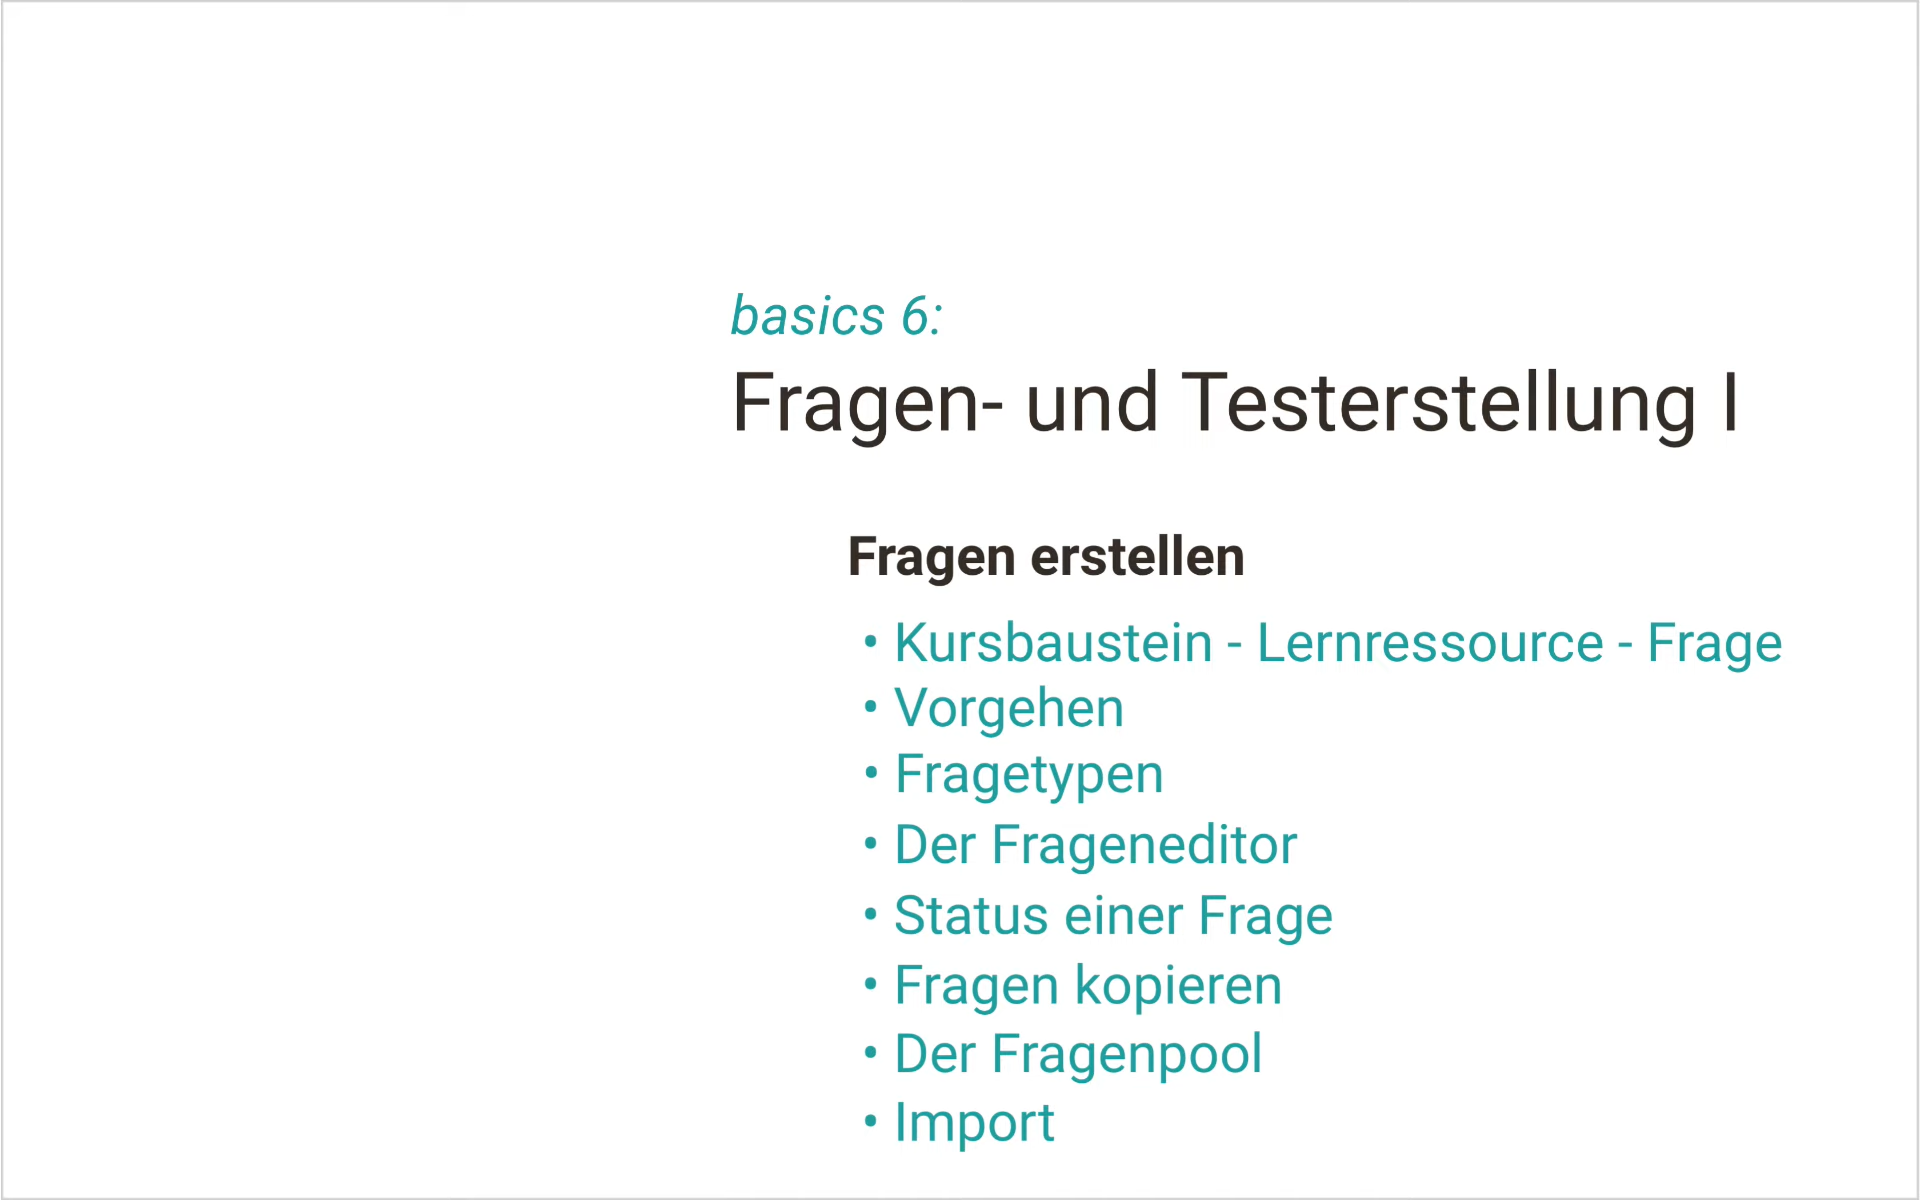 basics 6:
Fragen- und Testerstellung I
Fragen erstellen
• Kursbaustein - Lernressource - Frage
• Vorgehen
• Fragetypen
• Der Frageneditor
• Status einer Frage
• Fragen kopieren
• Der Fragenpool
• Import